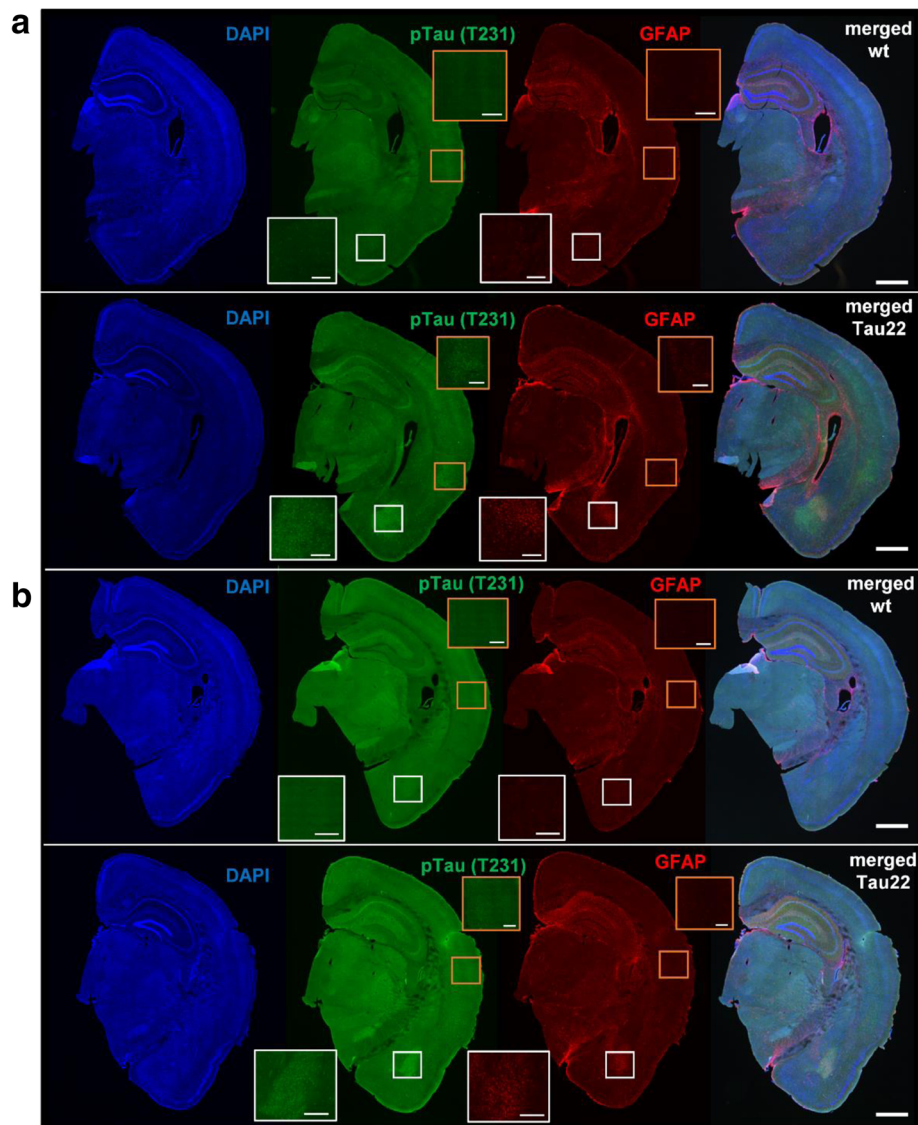 a
DAPI
pTau (T231)
GFAP
merged
wt
DAPI
pTau (T231)
GFAP
merged
Tau22
b
DAPI
pTau (T231)
GFAP
merged
wt
DAPI
pTau (T231)
GFAP
merged
Tau22